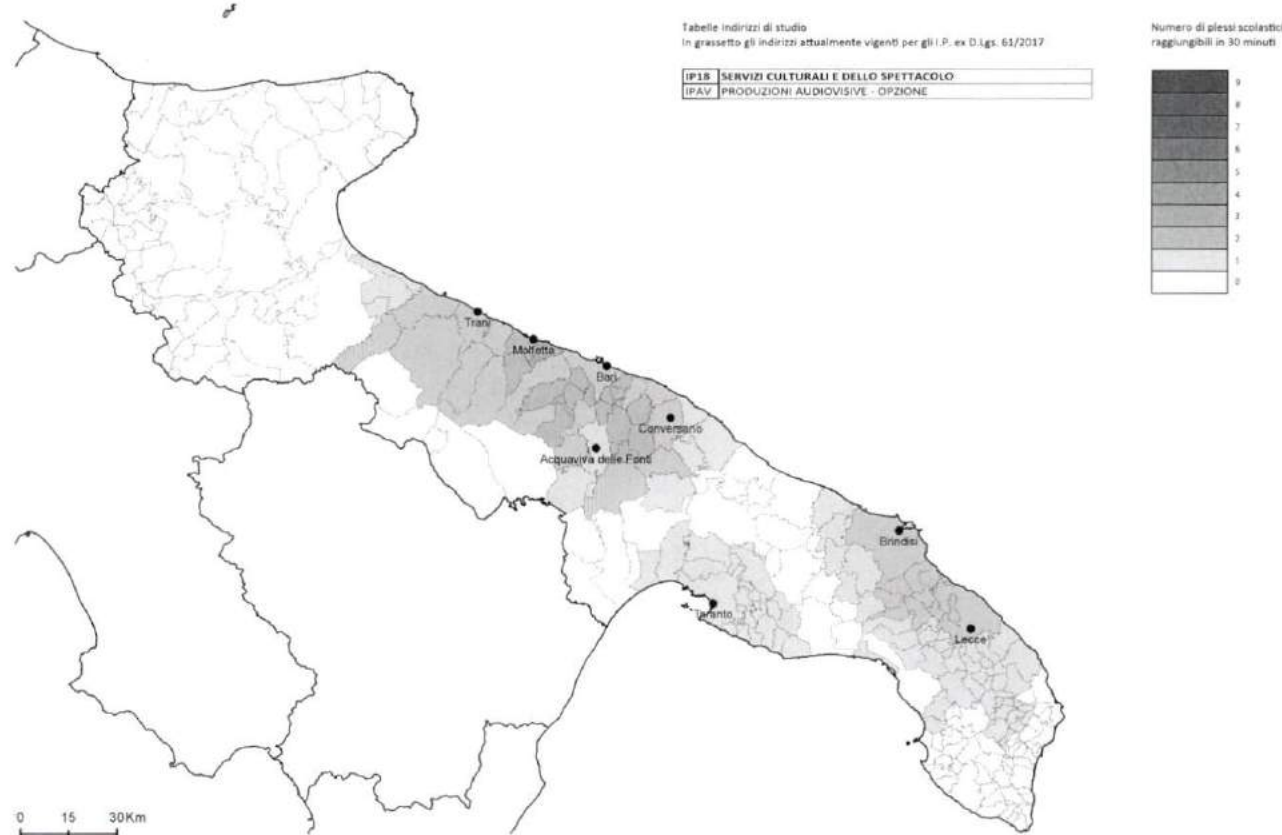 Tabelle indirizzi di studio
In grassetto gli indirizzi attualmente vigenti per gli I.P. ex D.Lgs. 61/2017
IP18 SERVIZI CULTURALI E DELLO SPETTACOLO
IPAV PRODUZIONI AUDIOVISIVE - OPZIONE
Numero di plessi scolastici
raggiungibili in 30 minuti
9
8
7
6
5
4
3
2
1
0
Trani
Molfetta
Bari
Conversano
Acquaviva delle Fonti
Brindisi
Taranto
Lecce
0 15 30 Km